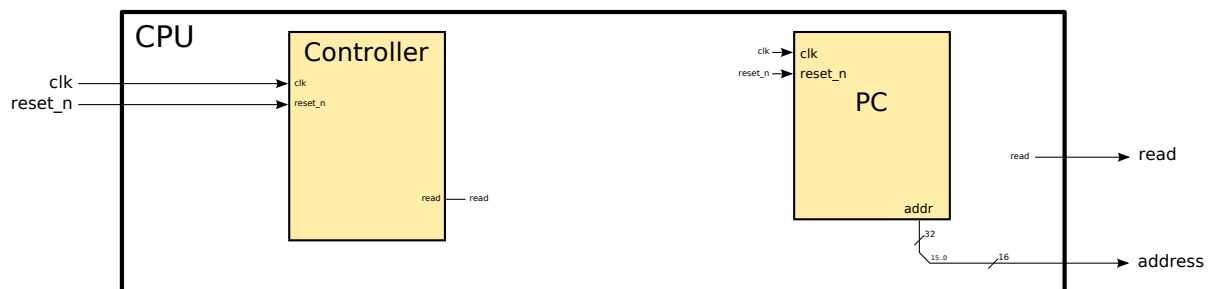 CPU
Controller
clk
reset_n
clk
reset_n
read
read
clk
clk
reset_n
reset_n
PC
addr
32
15..0
16
read
read
address